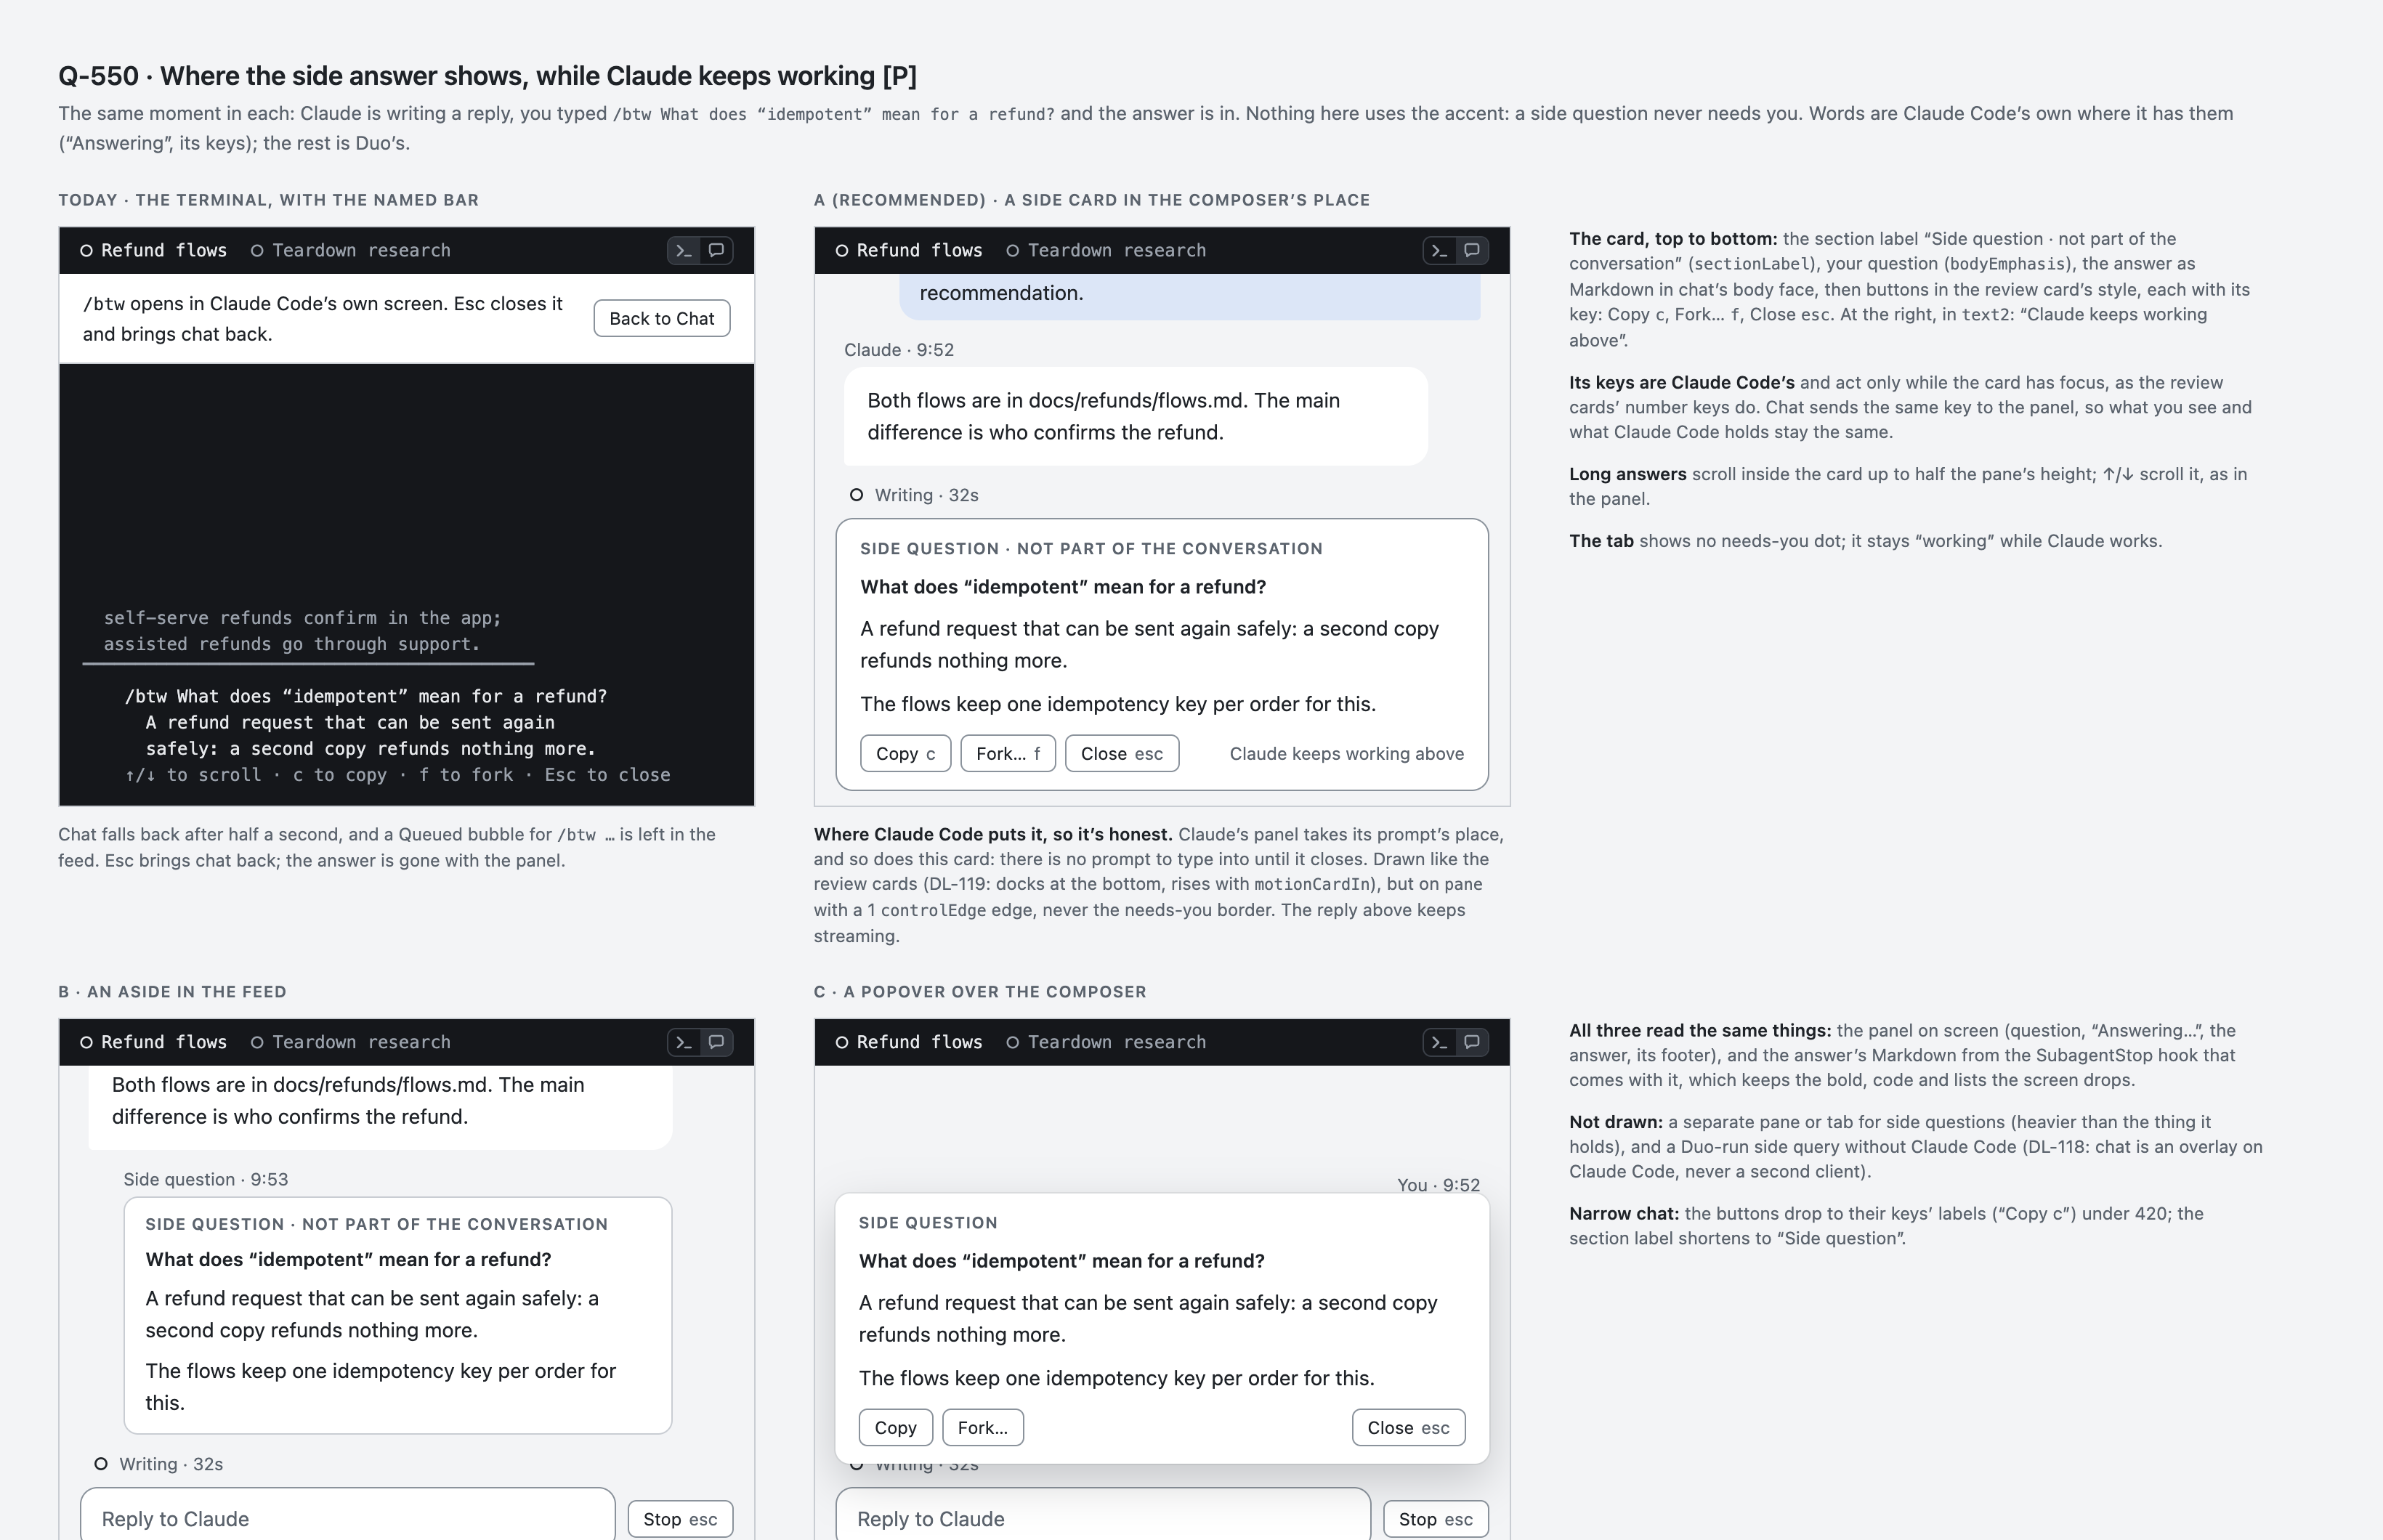 Q-550 · Where the side answer shows, while Claude keeps working [P]
The same moment in each: Claude is writing a reply, you typed /btw What does “idempotent” mean for a refund? and the answer is in. Nothing here uses the accent: a side question never needs you. Words are Claude Code’s own where it has them
(“Answering”, its keys); the rest is Duo’s.
TODAY · THE TERMINAL, WITH THE NAMED BAR
Refund flows Teardown research
/btw opens in Claude Code’s own screen. Esc closes it
and brings chat back.
Back to Chat
self-serve refunds confirm in the app;
assisted refunds go through support.
/btw What does “idempotent” mean for a refund?
A refund request that can be sent again
safely: a second copy refunds nothing more.
↑/↓ to scroll · c to copy · f to fork · Esc to close
Chat falls back after half a second, and a Queued bubble for /btw … is left in the
feed. Esc brings chat back; the answer is gone with the panel.
A (RECOMMENDED) · A SIDE CARD IN THE COMPOSER’S PLACE
Refund flows Teardown research
recommendation.
Claude · 9:52
Both flows are in docs/refunds/flows.md. The main
difference is who confirms the refund.
Writing · 32s
SIDE QUESTION · NOT PART OF THE CONVERSATION
What does “idempotent” mean for a refund?
A refund request that can be sent again safely: a second copy
refunds nothing more.
The flows keep one idempotency key per order for this.
Copy c Fork… f Close esc Claude keeps working above
Where Claude Code puts it, so it’s honest. Claude’s panel takes its prompt’s place,
and so does this card: there is no prompt to type into until it closes. Drawn like the
review cards (DL-119: docks at the bottom, rises with motionCardIn), but on pane
with a 1 controlEdge edge, never the needs-you border. The reply above keeps
streaming.
The card, top to bottom: the section label “Side question · not part of the
conversation” (sectionLabel), your question (bodyEmphasis), the answer as
Markdown in chat’s body face, then buttons in the review card’s style, each with its
key: Copy c, Fork… f, Close esc. At the right, in text2: “Claude keeps working
above”.
Its keys are Claude Code’s and act only while the card has focus, as the review
cards’ number keys do. Chat sends the same key to the panel, so what you see and
what Claude Code holds stay the same.
Long answers scroll inside the card up to half the pane’s height; ↑/↓ scroll it, as in
the panel.
The tab shows no needs-you dot; it stays “working” while Claude works.
B · AN ASIDE IN THE FEED
Refund flows Teardown research
Both flows are in docs/refunds/flows.md. The main
difference is who confirms the refund.
Side question · 9:53
SIDE QUESTION · NOT PART OF THE CONVERSATION
What does “idempotent” mean for a refund?
A refund request that can be sent again safely: a
second copy refunds nothing more.
The flows keep one idempotency key per order for
this.
Writing · 32s
Reply to Claude
Stop esc
C · A POPOVER OVER THE COMPOSER
Refund flows Teardown research
You · 9:52
SIDE QUESTION
What does “idempotent” mean for a refund?
A refund request that can be sent again safely: a second copy
refunds nothing more.
The flows keep one idempotency key per order for this.
Copy Fork… Close esc
Writing · 32s
Reply to Claude
Stop esc
All three read the same things: the panel on screen (question, “Answering…”, the
answer, its footer), and the answer’s Markdown from the SubagentStop hook that
comes with it, which keeps the bold, code and lists the screen drops.
Not drawn: a separate pane or tab for side questions (heavier than the thing it
holds), and a Duo-run side query without Claude Code (DL-118: chat is an overlay on
Claude Code, never a second client).
Narrow chat: the buttons drop to their keys’ labels (“Copy c”) under 420; the
section label shortens to “Side question”.